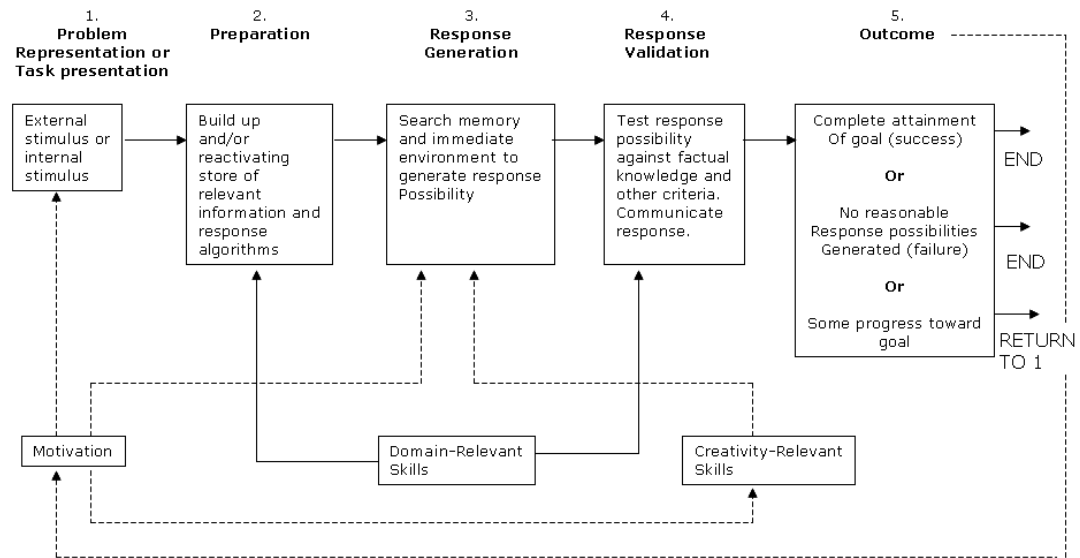 1.
Problem
Representation or
Task presentation
2.
Preparation
3.
Response
Generation
4.
Response
Validation
5.
Outcome
External
stimulus or
internal
stimulus
Build up
and/or
reactivating
store of
relevant
information and
response
algorithms
Search memory
and immediate
environment to
generate response
Possibility
Test response
possibility
against factual
knowledge and
other criteria.
Communicate
response.
Complete attainment
Of goal (success)
Or
No reasonable
Response possibilities
Generated (failure)
Or
Some progress toward
goal
END
END
RETURN
TO 1
Motivation
Domain-Relevant
Skills
Creativity-Relevant
Skills